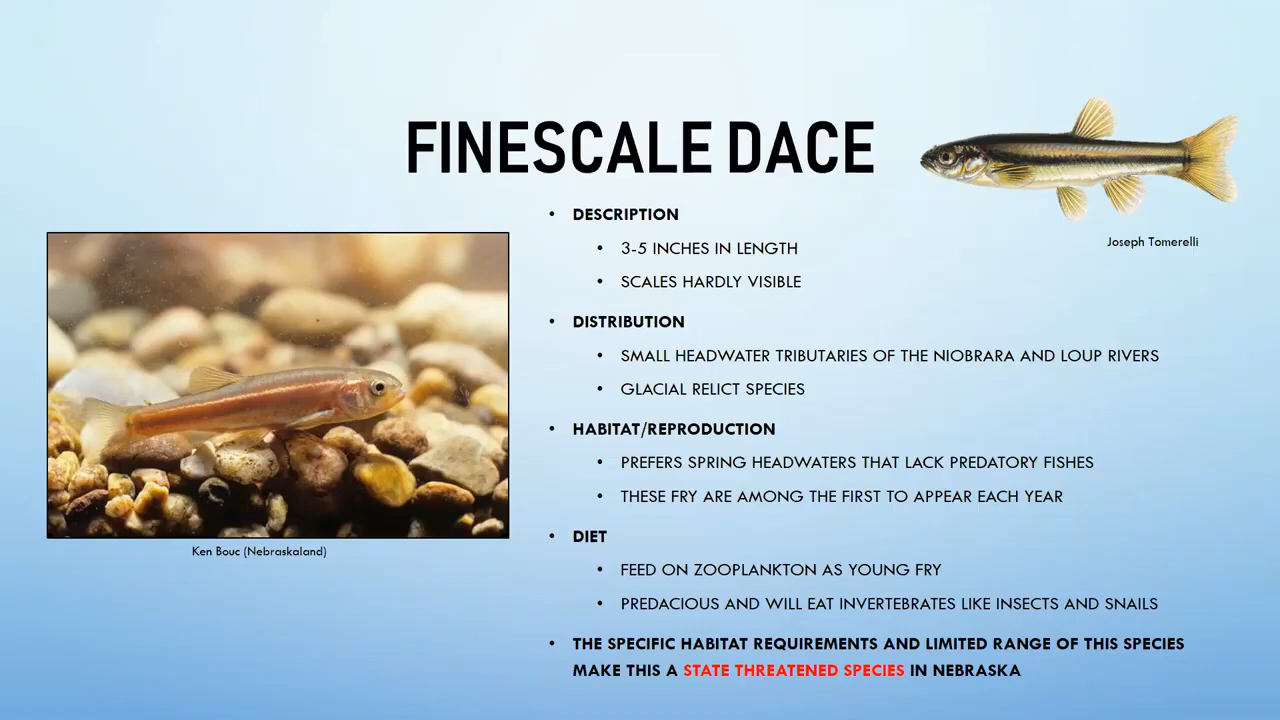 FINESCALE DACE
Joseph Tomerelli
• DESCRIPTION
• 3-5 INCHES IN LENGTH
• SCALES HARDLY VISIBLE
• DISTRIBUTION
• SMALL HEADWATER TRIBUTARIES OF THE NIOBRARA AND LOUP RIVERS
• GLACIAL RELICT SPECIES
• HABITAT/REPRODUCTION
• PREFERS SPRING HEADWATERS THAT LACK PREDATORY FISHES
• THESE FRY ARE AMONG THE FIRST TO APPEAR EACH YEAR
• DIET
• FEED ON ZOOPLANKTON AS YOUNG FRY
• PREDACIOUS AND WILL EAT INVERTEBRATES LIKE INSECTS AND SNAILS
• THE SPECIFIC HABITAT REQUIREMENTS AND LIMITED RANGE OF THIS SPECIES
MAKE THIS A STATE THREATENED SPECIES IN NEBRASKA
Ken Bouc (Nebraskaland)